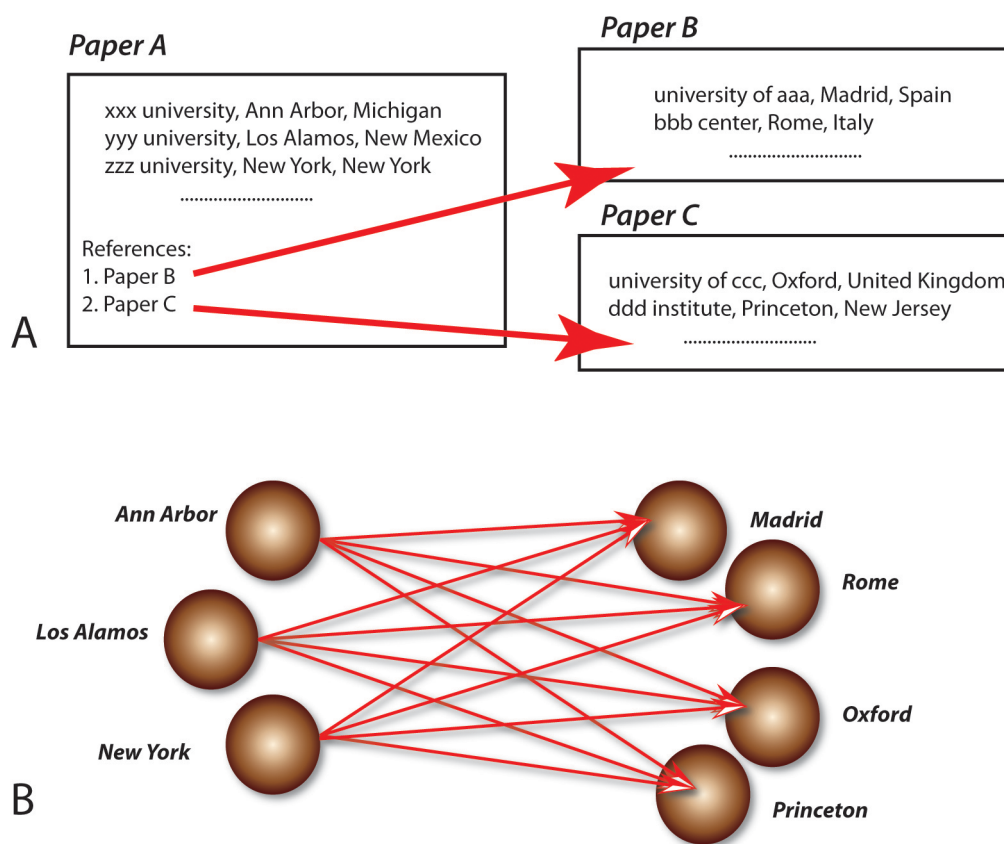 Paper A
xxx university, Ann Arbor, Michigan
yyy university, Los Alamos, New Mexico
zzz university, New York, New York
............................
References:
1. Paper B
2. Paper C
Paper B
university of aaa, Madrid, Spain
bbb center, Rome, Italy
............................
Paper C
university of ccc, Oxford, United Kingdom
ddd institute, Princeton, New Jersey
............................
A
Ann Arbor
Los Alamos
New York
Madrid
Rome
Oxford
Princeton
B